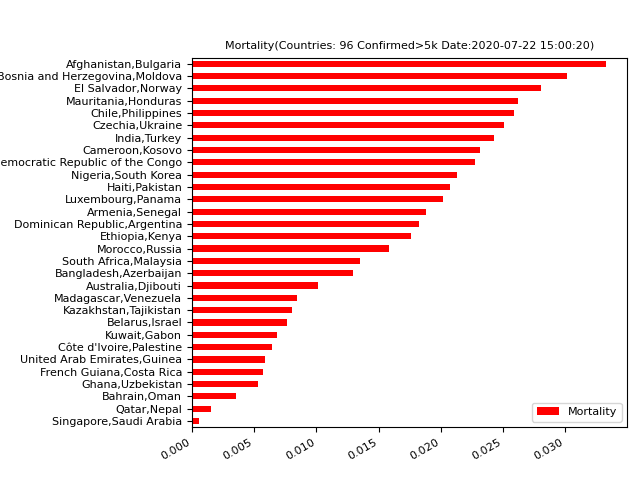 Mortality(Countries: 96 Confirmed>5k Date:2020-07-22 15:00:20)
Afghanistan,Bulgaria
Bosnia and Herzegovina,Moldova
El Salvador,Norway
Mauritania,Honduras
Chile,Philippines
Czechia,Ukraine
India,Turkey
Cameroon,Kosovo
emocratic Republic of the Congo
Nigeria,South Korea
Haiti,Pakistan
Luxembourg,Panama
Armenia,Senegal
Dominican Republic,Argentina
Ethiopia,Kenya
Morocco,Russia
South Africa,Malaysia
Bangladesh,Azerbaijan
Australia,Djibouti
Madagascar,Venezuela
Kazakhstan,Tajikistan
Belarus,Israel
Kuwait,Gabon
Côte d'Ivoire,Palestine
United Arab Emirates,Guinea
French Guiana,Costa Rica
Ghana,Uzbekistan
Bahrain,Oman
Qatar,Nepal
Singapore,Saudi Arabia
Mortality
0.000 0.005 0.010 0.015 0.020 0.025 0.030